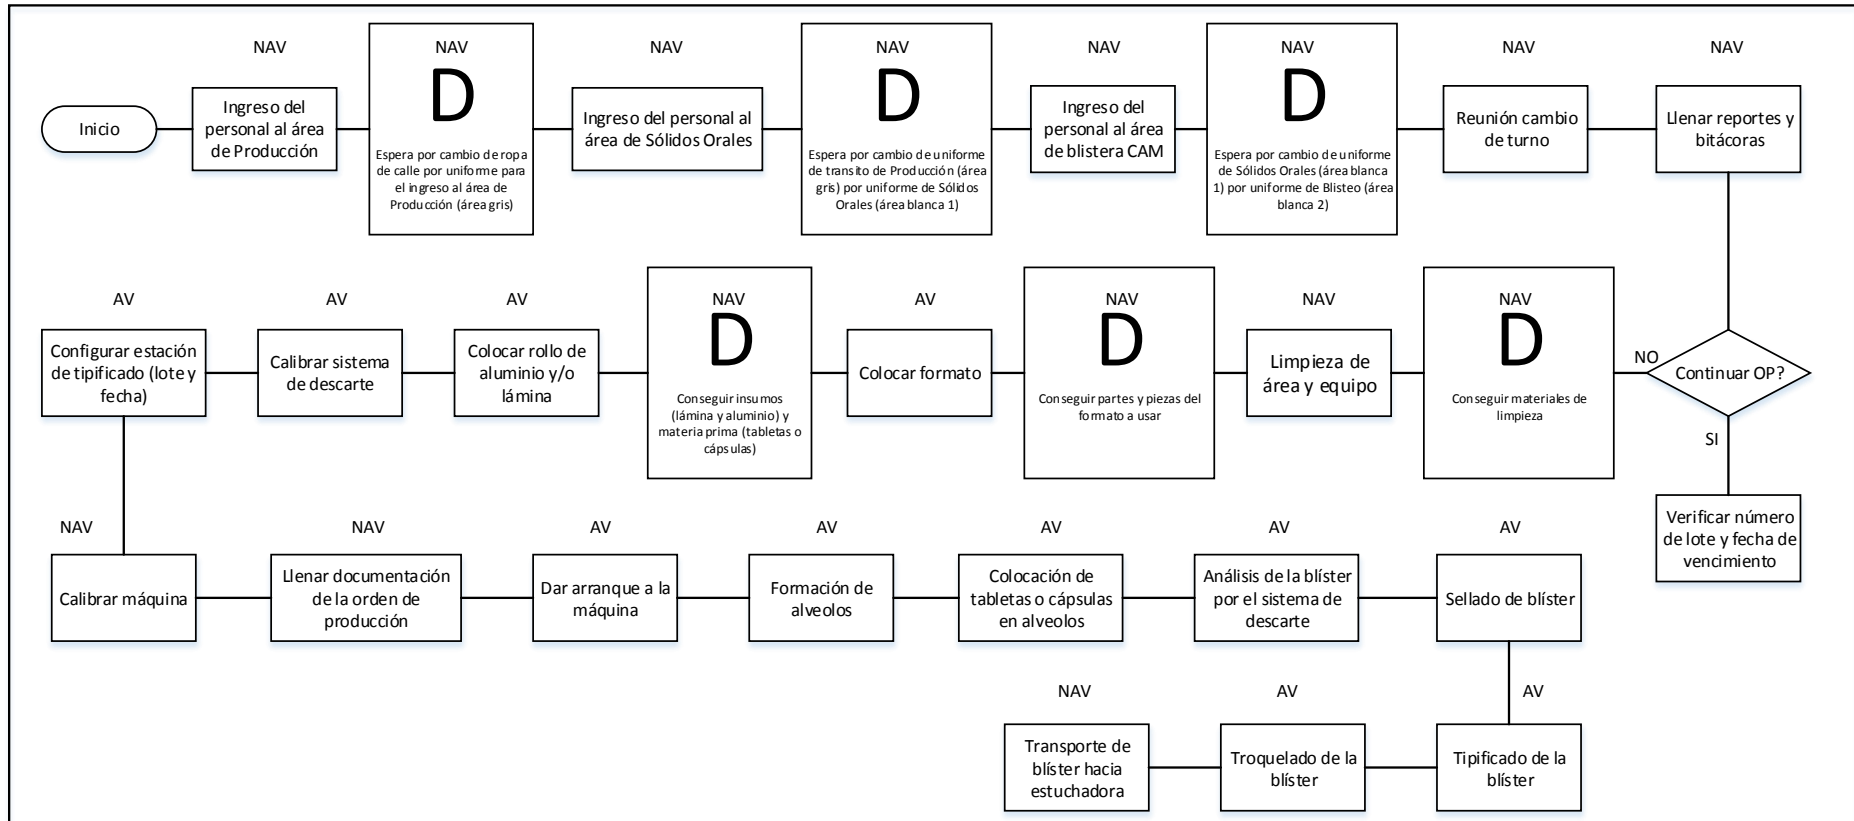 NAV
NAV
NAV
NAV
NAV
NAV
NAV
NAV
Inicio
Ingreso del
personal al área
de Producción
D
Espera por cambio de ropa
de calle por uniforme para
el ingreso al área de
Producción (área gris)
Ingreso del personal al
área de Sólidos Orales
D
Espera por cambio de uniforme
de transito de Producción (área
gris) por uniforme de Sólidos
Orales (área blanca 1)
Ingreso del
personal al área
de blistera CAM
D
Espera por cambio de uniforme
de Sólidos Orales (área blanca
1) por uniforme de Blisteo (área
blanca 2)
Reunión cambio
de turno
Llenar reportes y
bitácoras
AV
AV
AV
NAV
AV
NAV
NAV
NAV
Configurar estación
de tipificado (lote y
fecha)
Calibrar sistema
de descarte
Colocar rollo de
aluminio y/o
lámina
D
Conseguir insumos
(lámina y aluminio) y
materia prima (tabletas o
cápsulas)
Colocar formato
D
Conseguir partes y piezas del
formato a usar
Limpieza de
área y equipo
D
Conseguir materiales de
limpieza
NO
Continuar OP?
SI
Verificar número
de lote y fecha de
vencimiento
NAV
NAV
AV
AV
AV
AV
AV
Calibrar máquina
Llenar documentación
de la orden de
producción
Dar arranque a la
máquina
Formación de
alveolos
Colocación de
tabletas o cápsulas
en alveolos
Análisis de la blíster
por el sistema de
descarte
Sellado de blíster
NAV
AV
AV
Transporte de
blíster hacia
estuchadora
Troquelado de la
blíster
Tipificado de la
blíster